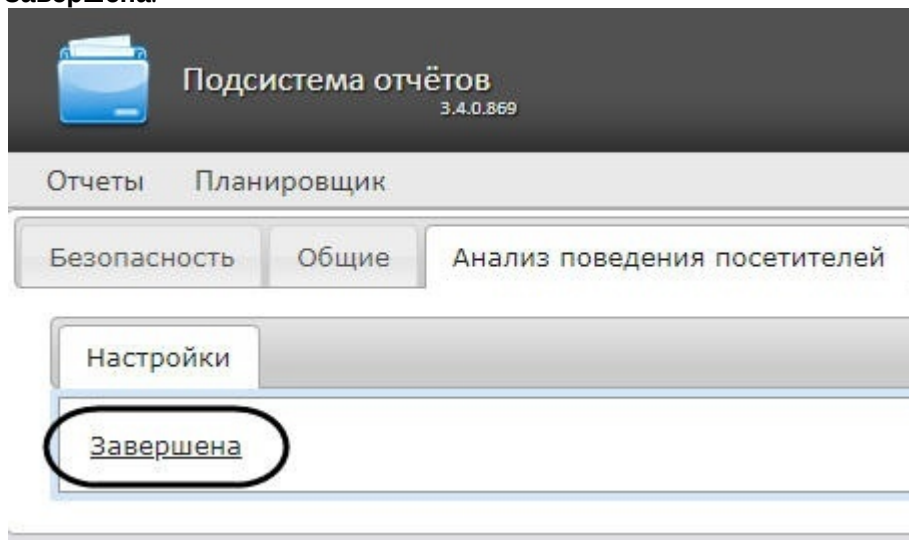 Завершена.
Подсистема отчётов
3.4.0.869
Отчеты Планировщик
Безопасность Общие Анализ поведения посетителей
Настройки
Завершена